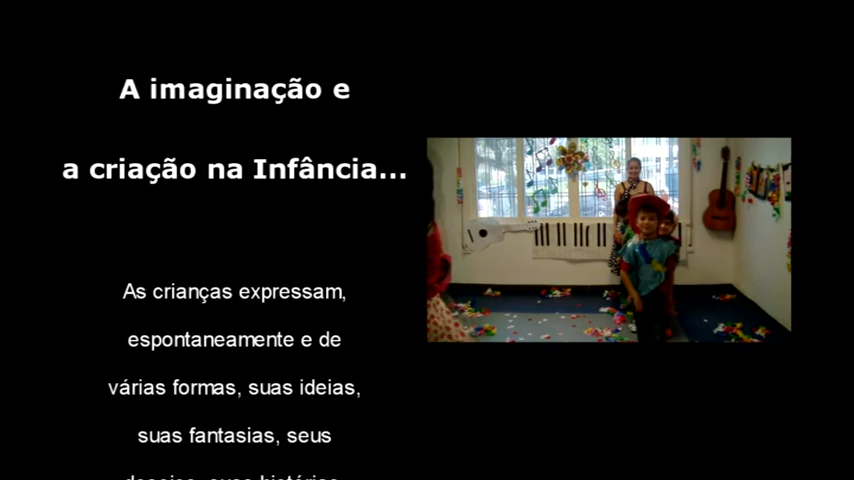 A imaginação e
a criação na Infância...
As crianças expressam,
espontaneamente e de
várias formas, suas ideias,
suas fantasias, seus